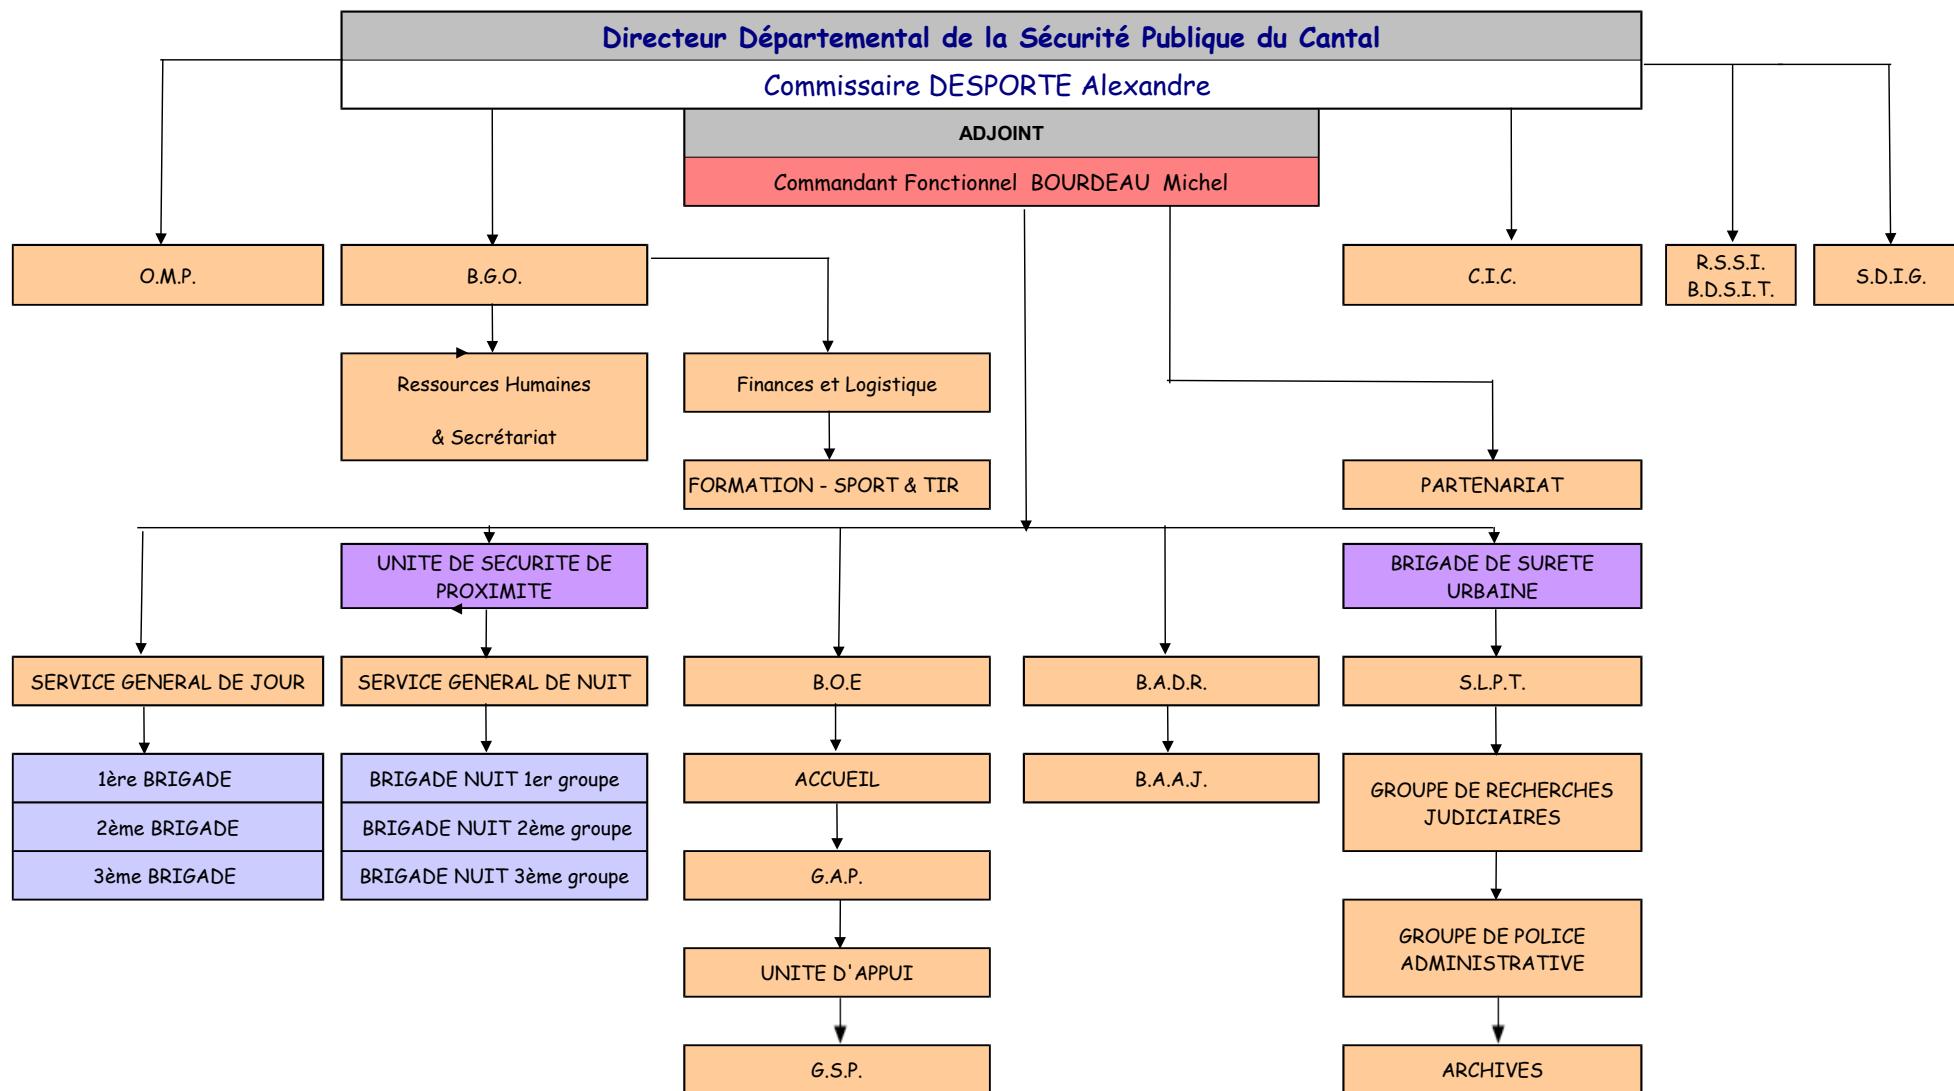 Directeur Départemental de la Sécurité Publique du Cantal
Commissaire DESPORTE Alexandre
ADJOINT
Commandant Fonctionnel BOURDEAU Michel
O.M.P.
B.G.O.
C.I.C.
R.S.S.I.
B.D.S.I.T.
S.D.I.G.
Ressources Humaines
& Secrétariat
Finances et Logistique
FORMATION - SPORT & TIR
PARTENARIAT
UNITE DE SECURITE DE
PROXIMITE
BRIGADE DE SURETE
URBAINE
SERVICE GENERAL DE JOUR
SERVICE GENERAL DE NUIT
B.O.E
B.A.D.R.
S.L.P.T.
1ère BRIGADE
2ème BRIGADE
3ème BRIGADE
BRIGADE NUIT 1er groupe
BRIGADE NUIT 2ème groupe
BRIGADE NUIT 3ème groupe
ACCUEIL
B.A.A.J.
GROUPE DE RECHERCHES
JUDICIAIRES
G.A.P.
GROUPE DE POLICE
ADMINISTRATIVE
UNITE D'APPUI
G.S.P.
ARCHIVES